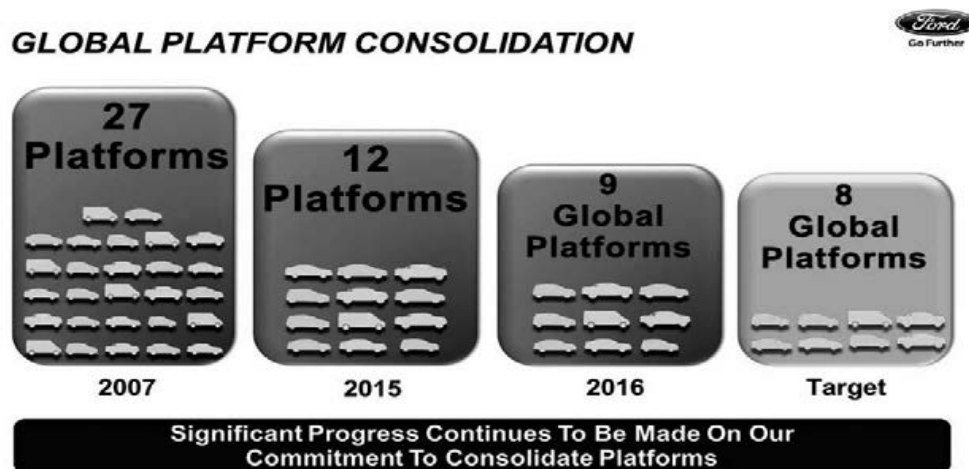 GLOBAL PLATFORM CONSOLIDATION
Ford
Go Further
27
Platforms
12
Platforms
9
Global
Platforms
8
Global
Platforms
2007
2015
2016
Target
Significant Progress Continues To Be Made On Our
Commitment To Consolidate Platforms